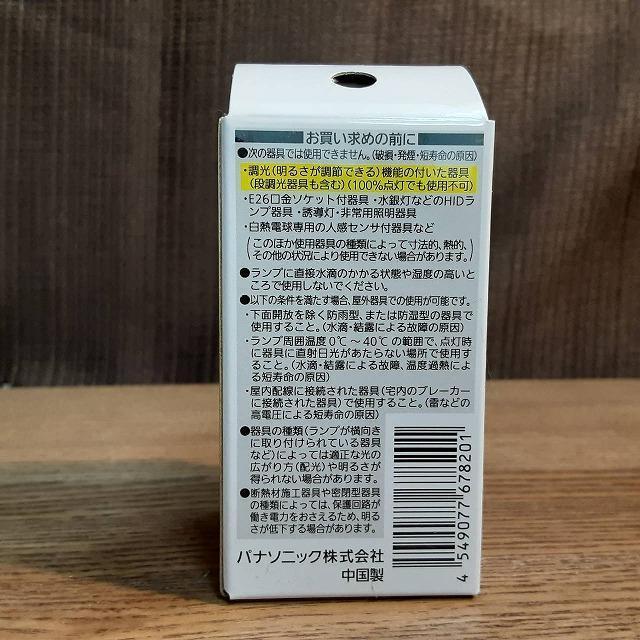 お買い求めの前に
●次の器具では使用できません。(破損・発煙・短寿命の原因)
・調光(明るさが調節できる)機能の付いた器具
(段調光器具も含む)(100%点灯でも使用不可)
・E26口金ソケット付器具 ・水銀灯などのHIDラ
ンプ器具 ・誘導灯・非常用照明器具
・白熱電球専用の人感センサ付器具など
(このほか使用器具の種類によって寸法的、熱的、
その他の状況により使用できない場合があります。)
●ランプに直接水滴のかかる状態や湿度の高いと
ころで使用しないでください。
●以下の条件を満たす場合、屋外器具での使用が可能です。
・下面開放を除く防雨型、または防湿型の器具で
使用すること。(水滴・結露による故障の原因)
・ランプ周囲温度0℃～40℃の範囲で、点灯時
に器具に直射日光があたらない場所で使用す
ること。(水滴・結露による故障、温度過熱によ
る短寿命の原因)
・屋内配線に接続された器具(宅内のブレーカー
に接続された器具)で使用すること。(雷などの
高電圧による短寿命の原因)
●器具の種類(ランプが横向き
に取り付けられている器具
など)によっては適正な光の
広がり方(配光)や明るさが
得られない場合があります。
●断熱材施工器具や密閉型器具
の種類によっては、保護回路が
働き電力をおさえるため、明る
さが低下する場合があります。
パナソニック株式会社
中国製
4 549077 678201